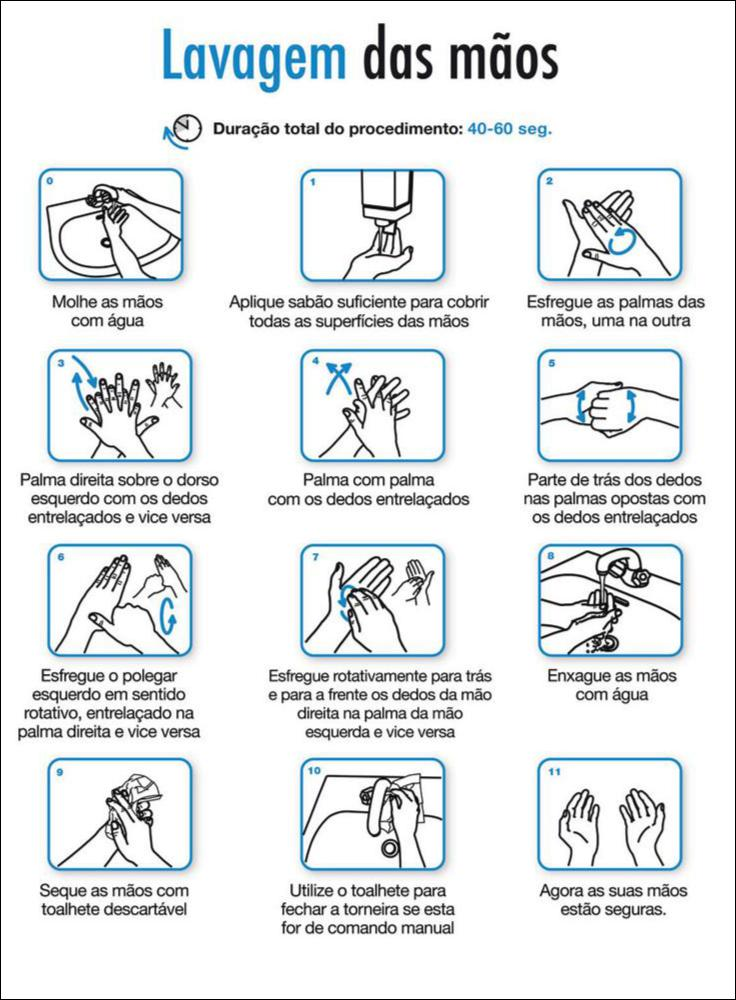 Lavagem das mãos
Duração total do procedimento: 40-60 seg.
0
Molhe as mãos
com água
1
Aplique sabão suficiente para cobrir
todas as superfícies das mãos
2
Esfregue as palmas das
mãos, uma na outra
3
Palma direita sobre o dorso
esquerdo com os dedos
entrelaçados e vice versa
4
Palma com palma
com os dedos entrelaçados
5
Parte de trás dos dedos
nas palmas opostas com
os dedos entrelaçados
6
Esfregue o polegar
esquerdo em sentido
rotativo, entrelaçado na
palma direita e vice versa
7
Esfregue rotativamente para trás
e para a frente os dedos da mão
direita na palma da mão
esquerda e vice versa
8
Enxague as mãos
com água
9
Seque as mãos com
toalhete descartável
10
Utilize o toalhete para
fechar a torneira se esta
for de comando manual
11
Agora as suas mãos
estão seguras.